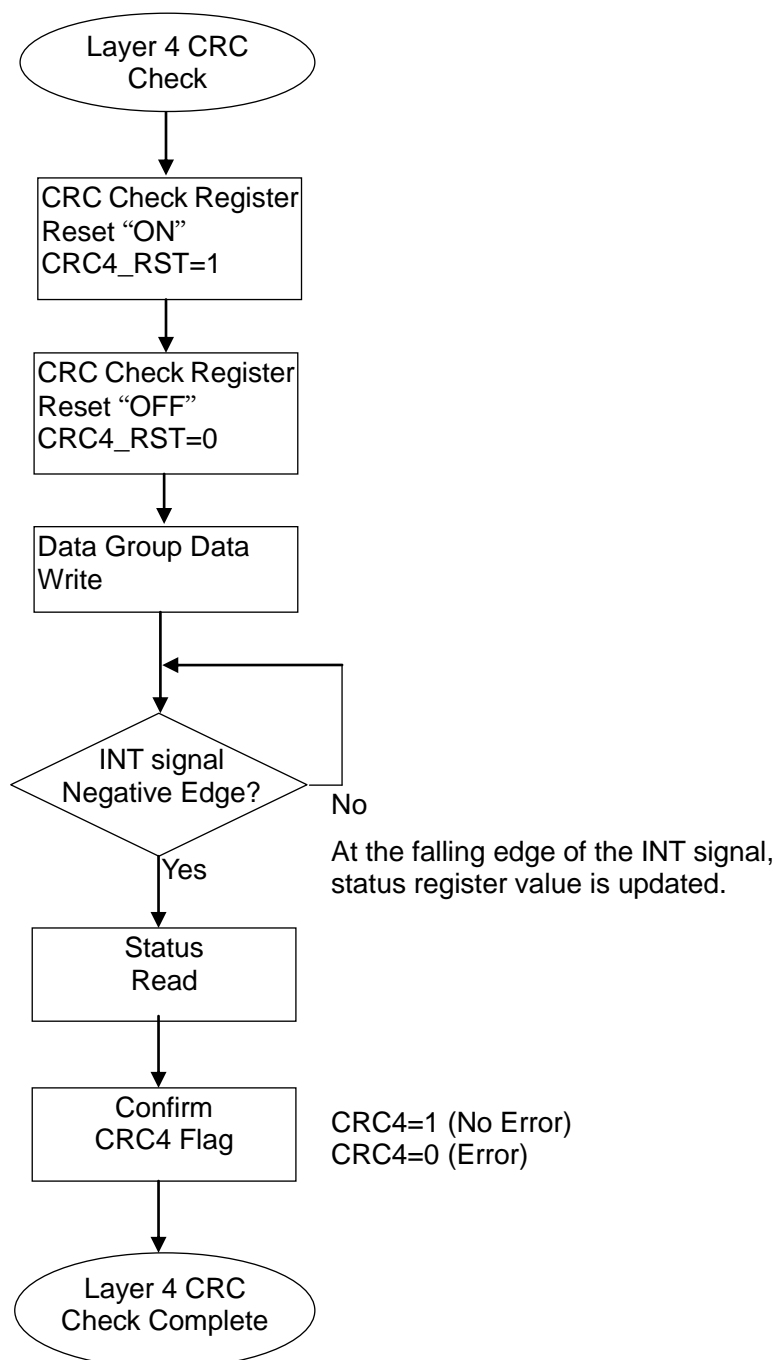 Layer 4 CRC
Check
CRC Check Register
Reset “ON”
CRC4_RST=1
CRC Check Register
Reset “OFF”
CRC4_RST=0
Data Group Data
Write
INT signal
Negative Edge?
No
At the falling edge of the INT signal,
status register value is updated.
Yes
Status
Read
Confirm
CRC4 Flag
CRC4=1 (No Error)
CRC4=0 (Error)
Layer 4 CRC
Check Complete